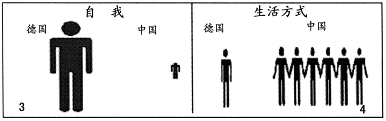 自 我
德国 中国
3
生活方式
德国 中国
4